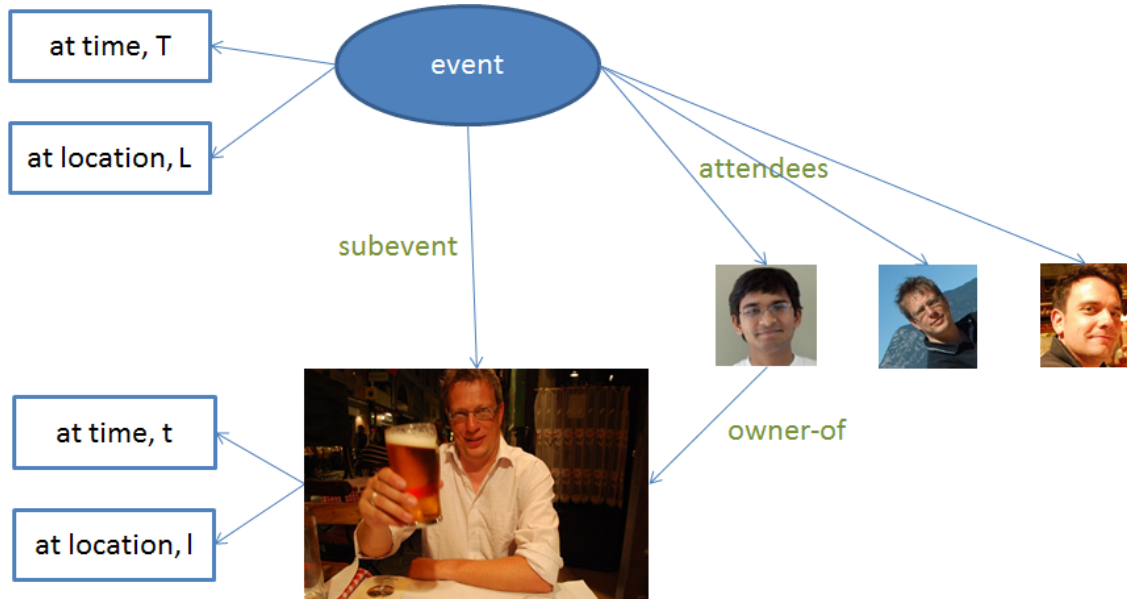 at time, T
event
at location, L
attendees
subevent
owner-of
at time, t
at location, l